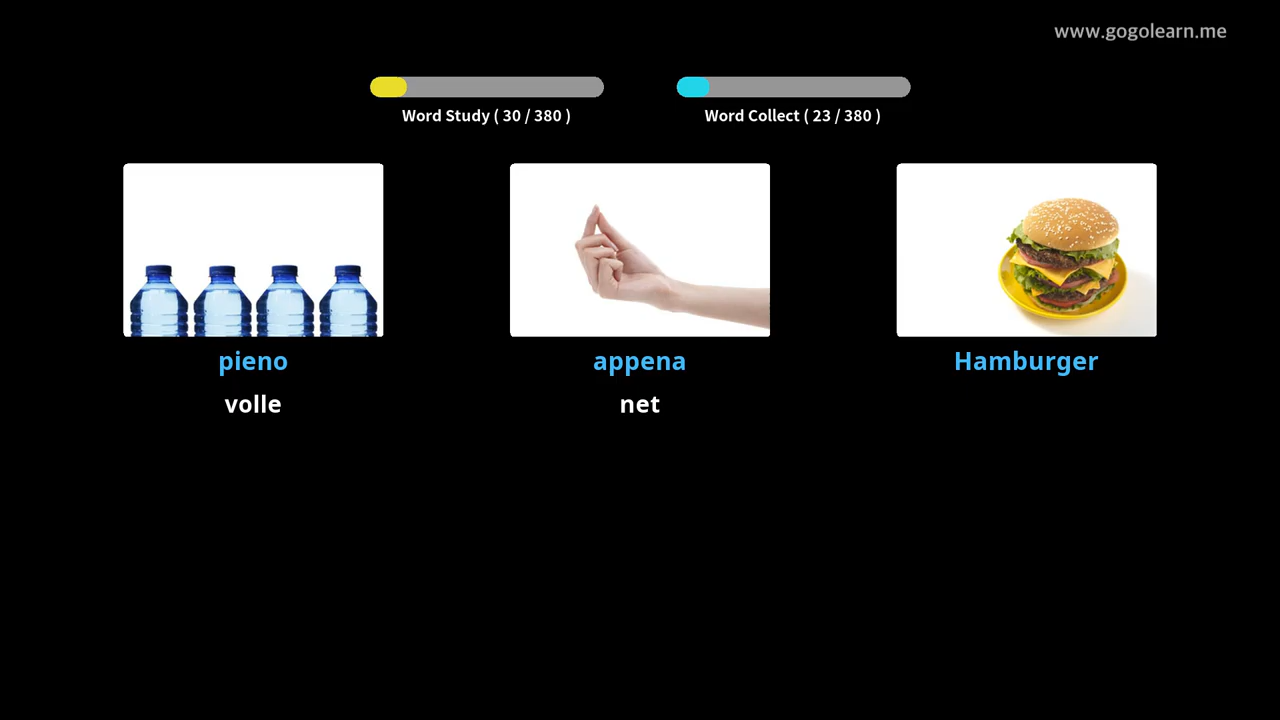 www.gogolearn.me
Word Study ( 30 / 380 )
Word Collect ( 23 / 380 )
pieno
appena
Hamburger
volle
net